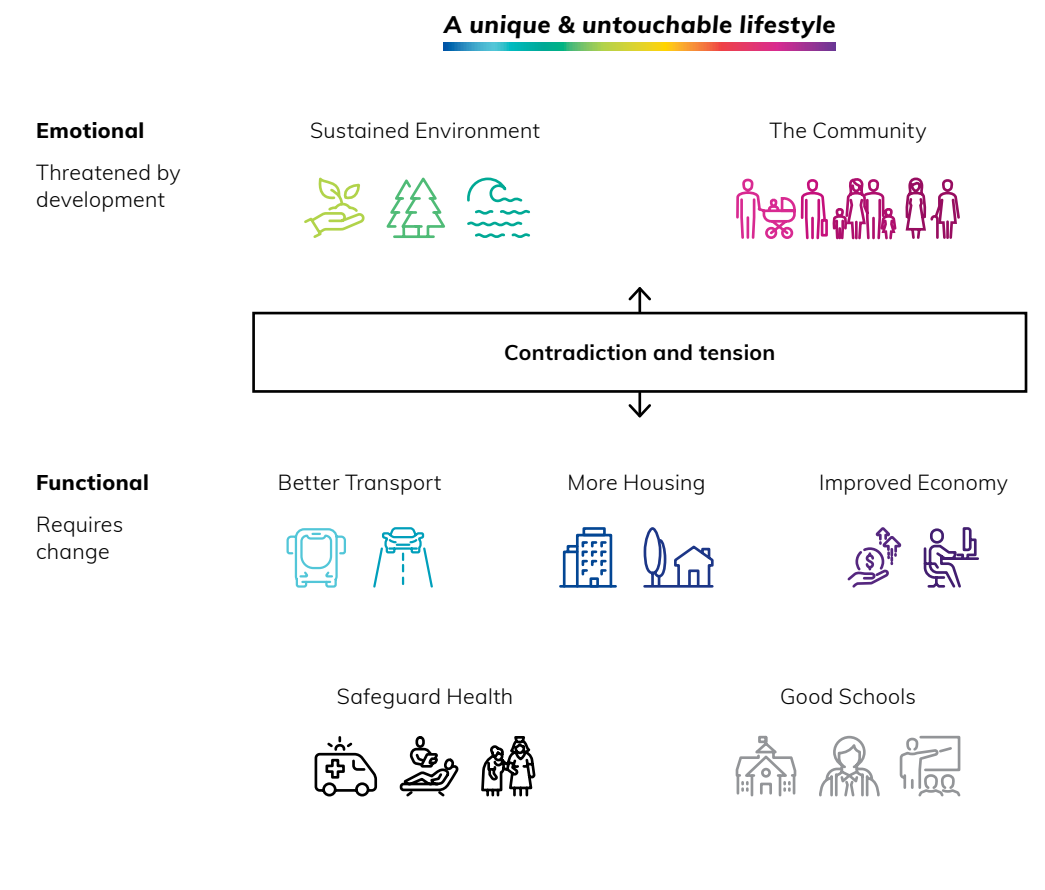 A unique & untouchable lifestyle
Emotional
Threatened by
development
Sustained Environment
The Community
Contradiction and tension
Functional
Requires
change
Better Transport
More Housing
Improved Economy
$
Safeguard Health
Good Schools